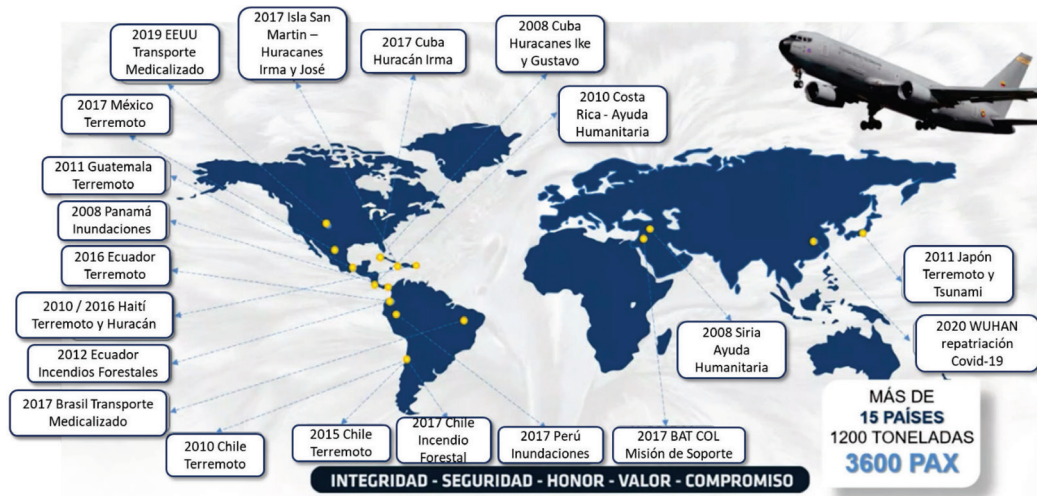 2019 EEUU
Transporte
Medicalizado
2017 Isla San
Martin –
Huracanes
Irma y José
2017 Cuba
Huracán Irma
2008 Cuba
Huracanes Ike
y Gustavo
2010 Costa
Rica - Ayuda
Humanitaria
2017 México
Terremoto
2011 Guatemala
Terremoto
2008 Panamá
Inundaciones
2016 Ecuador
Terremoto
2010 / 2016 Haití
Terremoto y Huracán
2012 Ecuador
Incendios Forestales
2017 Brasil Transporte
Medicalizado
2010 Chile
Terremoto
2015 Chile
Terremoto
2017 Chile
Incendio
Forestal
2017 Perú
Inundaciones
2017 BAT COL
Misión de Soporte
2008 Siria
Ayuda
Humanitaria
2011 Japón
Terremoto y
Tsunami
2020 WUHAN
repatriación
Covid-19
MÁS DE
15 PAÍSES
1200 TONELADAS
3600 PAX
INTEGRIDAD - SEGURIDAD - HONOR - VALOR - COMPROMISO